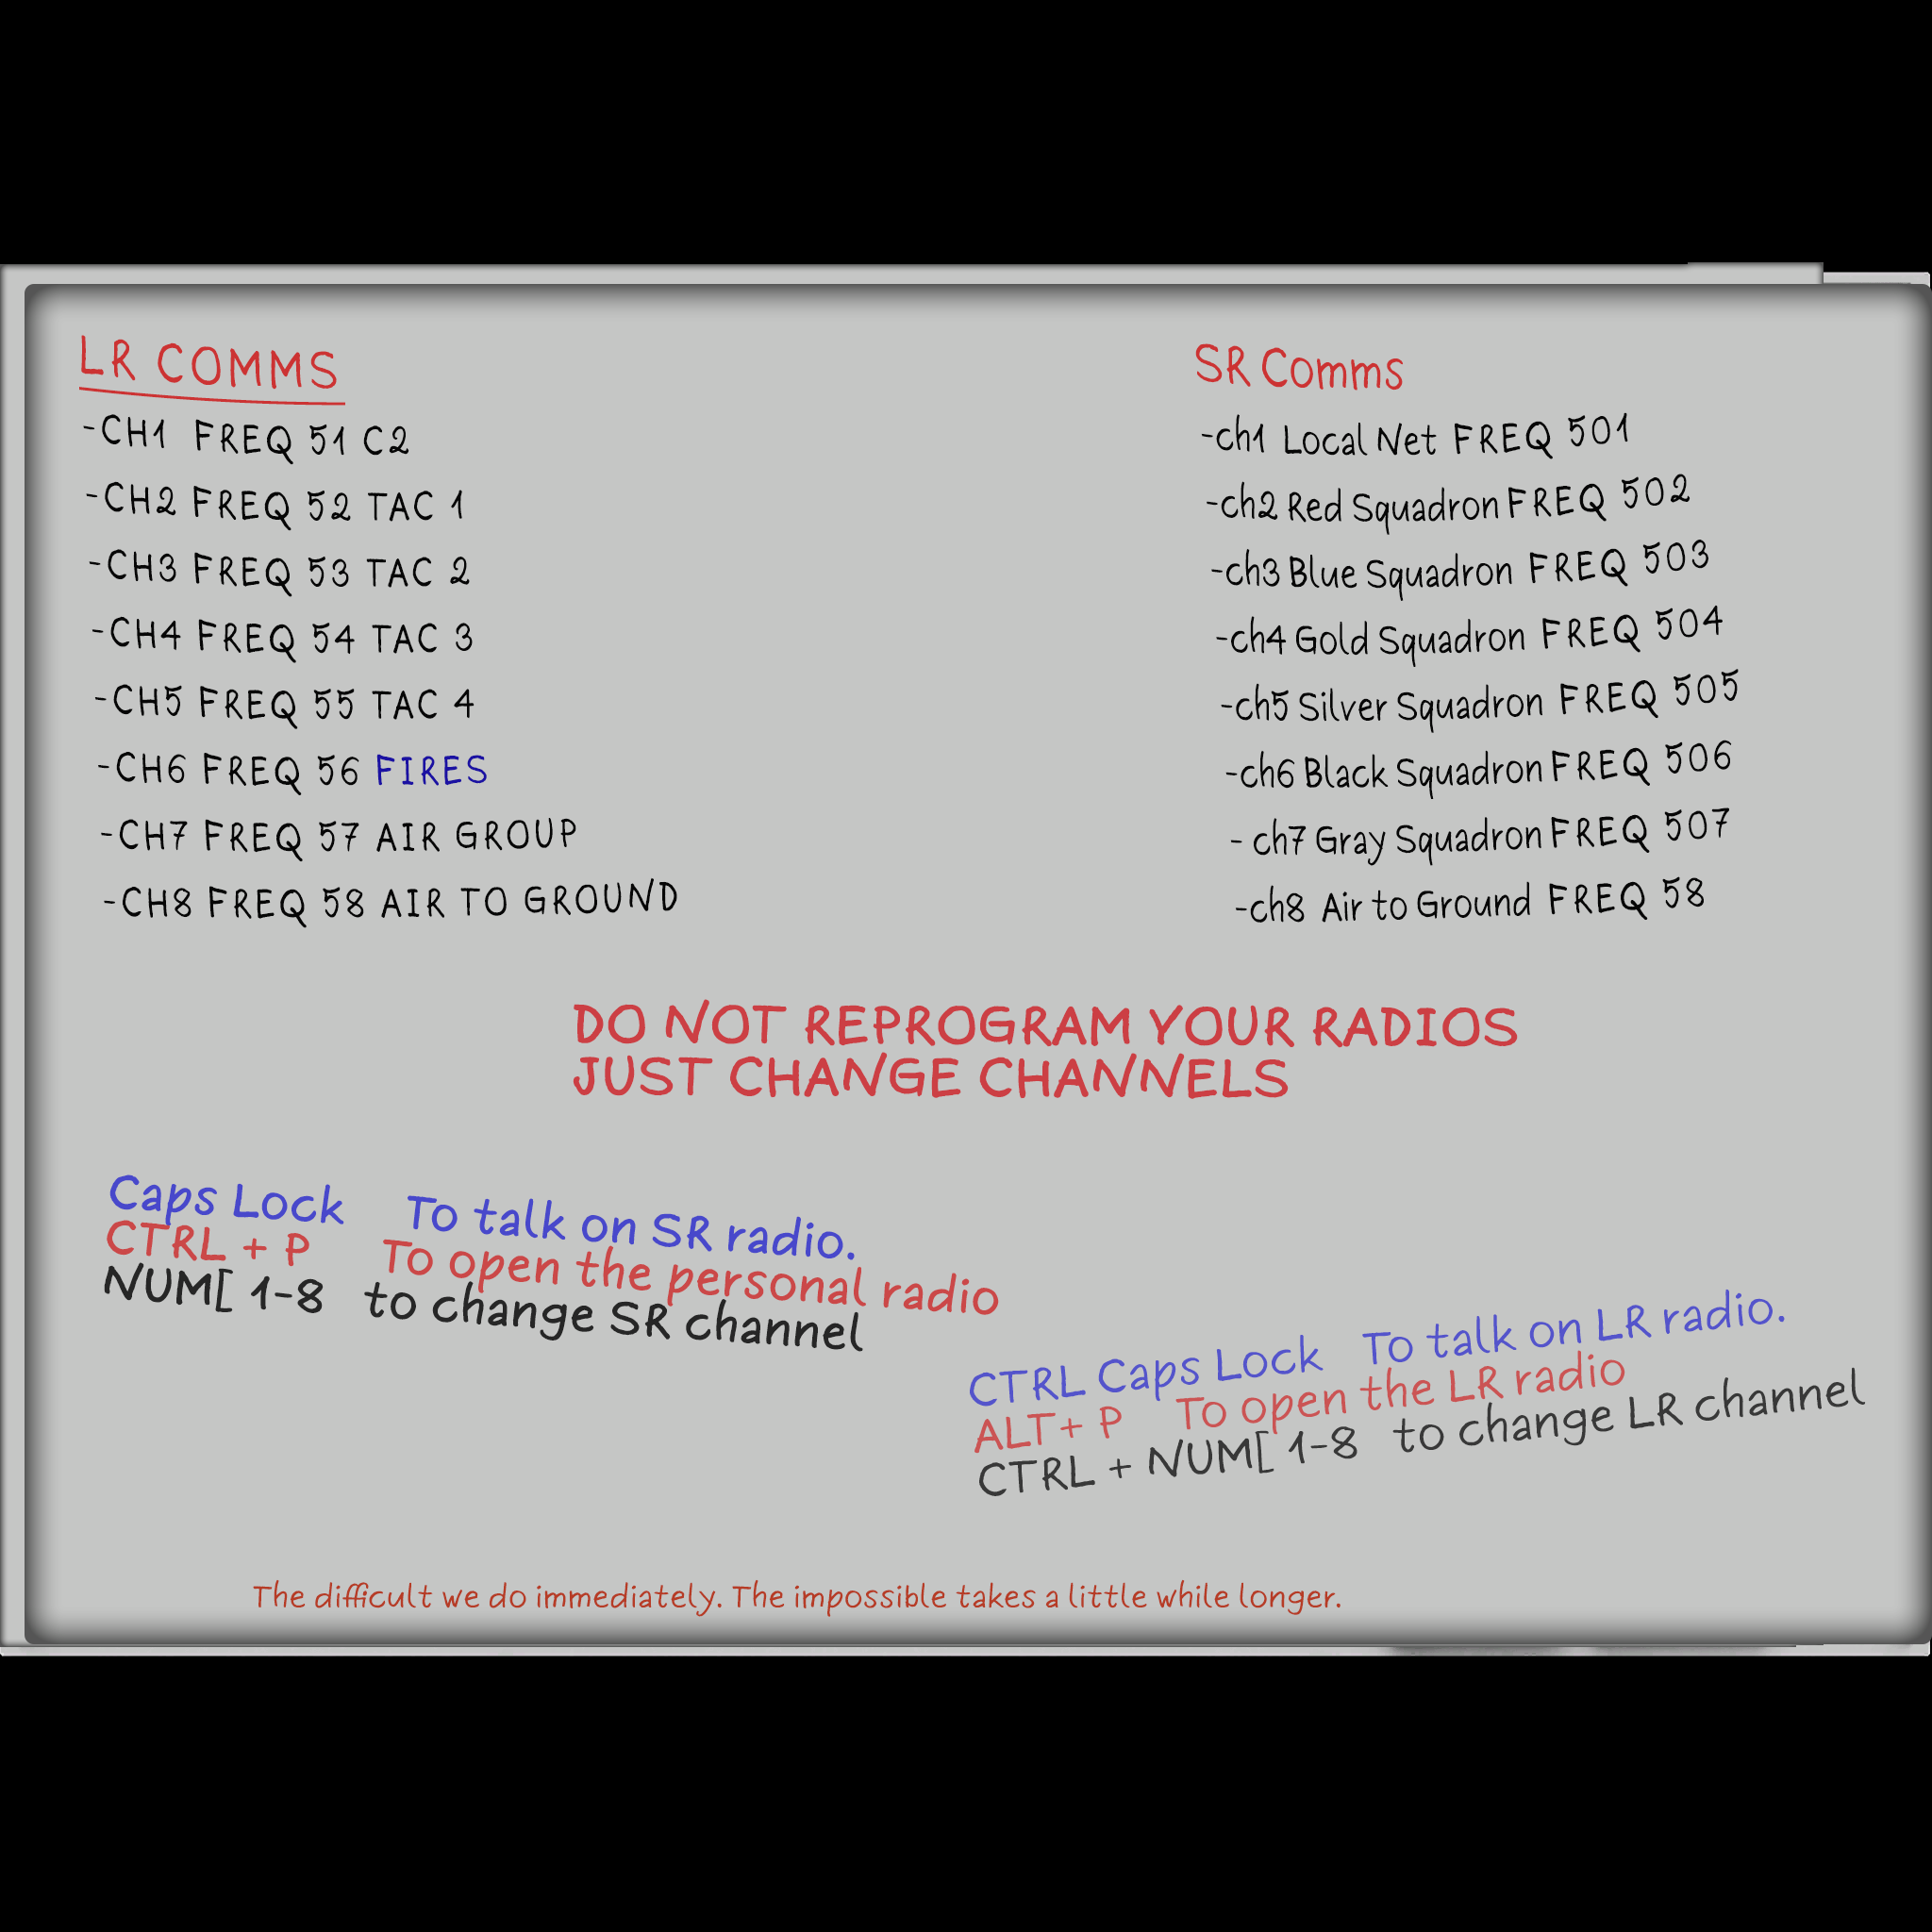 LR COMMS
-CH1 FREQ 51 C2
-CH2 FREQ 52 TAC 1
-CH3 FREQ 53 TAC 2
-CH4 FREQ 54 TAC 3
-CH5 FREQ 55 TAC 4
-CH6 FREQ 56 FIRES
-CH7 FREQ 57 AIR GROUP
-CH8 FREQ 58 AIR TO GROUND
SR Comms
-ch1 Local Net FREQ 501
-ch2 Red Squadron FREQ 502
-ch3 Blue Squadron FREQ 503
-ch4 Gold Squadron FREQ 504
-ch5 Silver Squadron FREQ 505
-ch6 Black Squadron FREQ 506
- ch7 Gray Squadron FREQ 507
-ch8 Air to Ground FREQ 58
DO NOT REPROGRAM YOUR RADIOS
JUST CHANGE CHANNELS
Caps Lock To talk on SR radio.
CTRL + P To open the personal radio
NUM[ 1-8 to change SR channel
CTRL Caps Lock To talk on LR radio.
ALT+ P To open the LR radio
CTRL + NUM[ 1-8 to change LR channel
The difficult we do immediately. The impossible takes a little while longer.